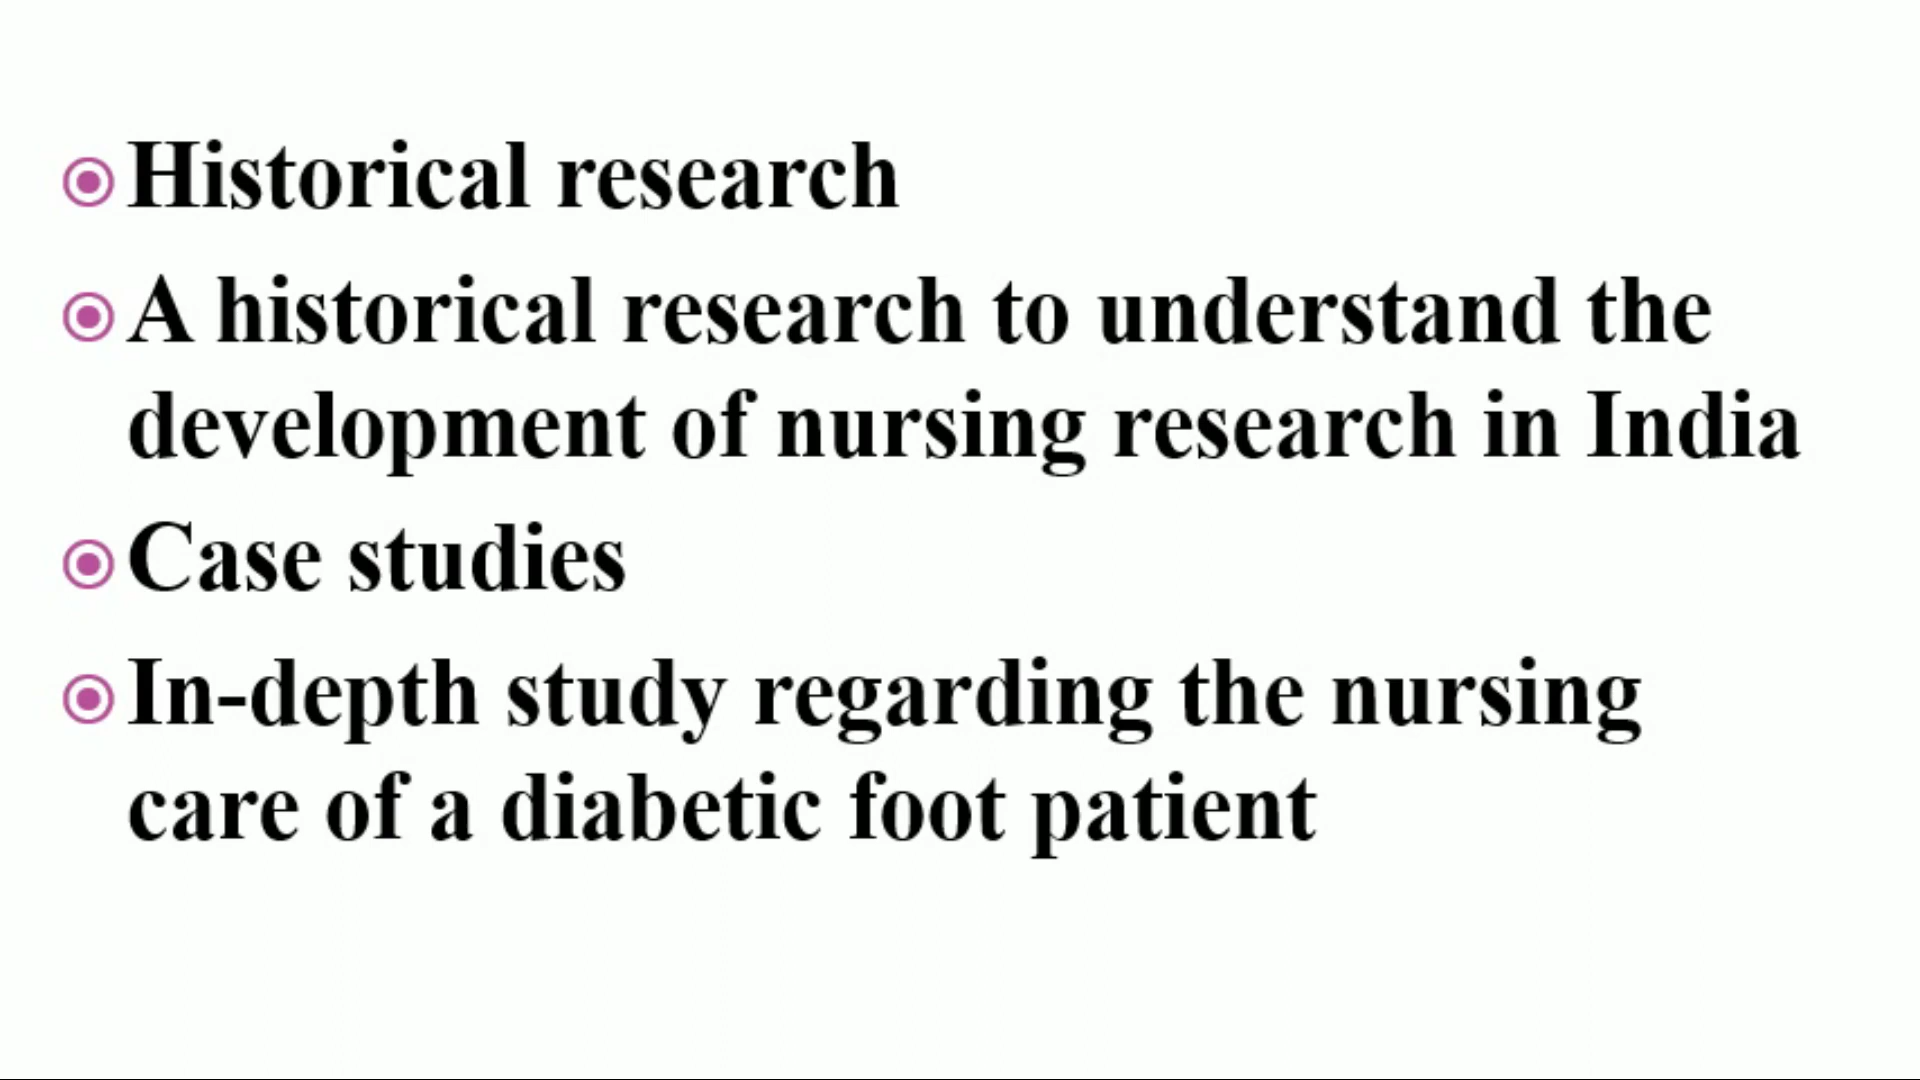 Historical research
A historical research to understand the
development of nursing research in India
Case studies
In-depth study regarding the nursing
care of a diabetic foot patient